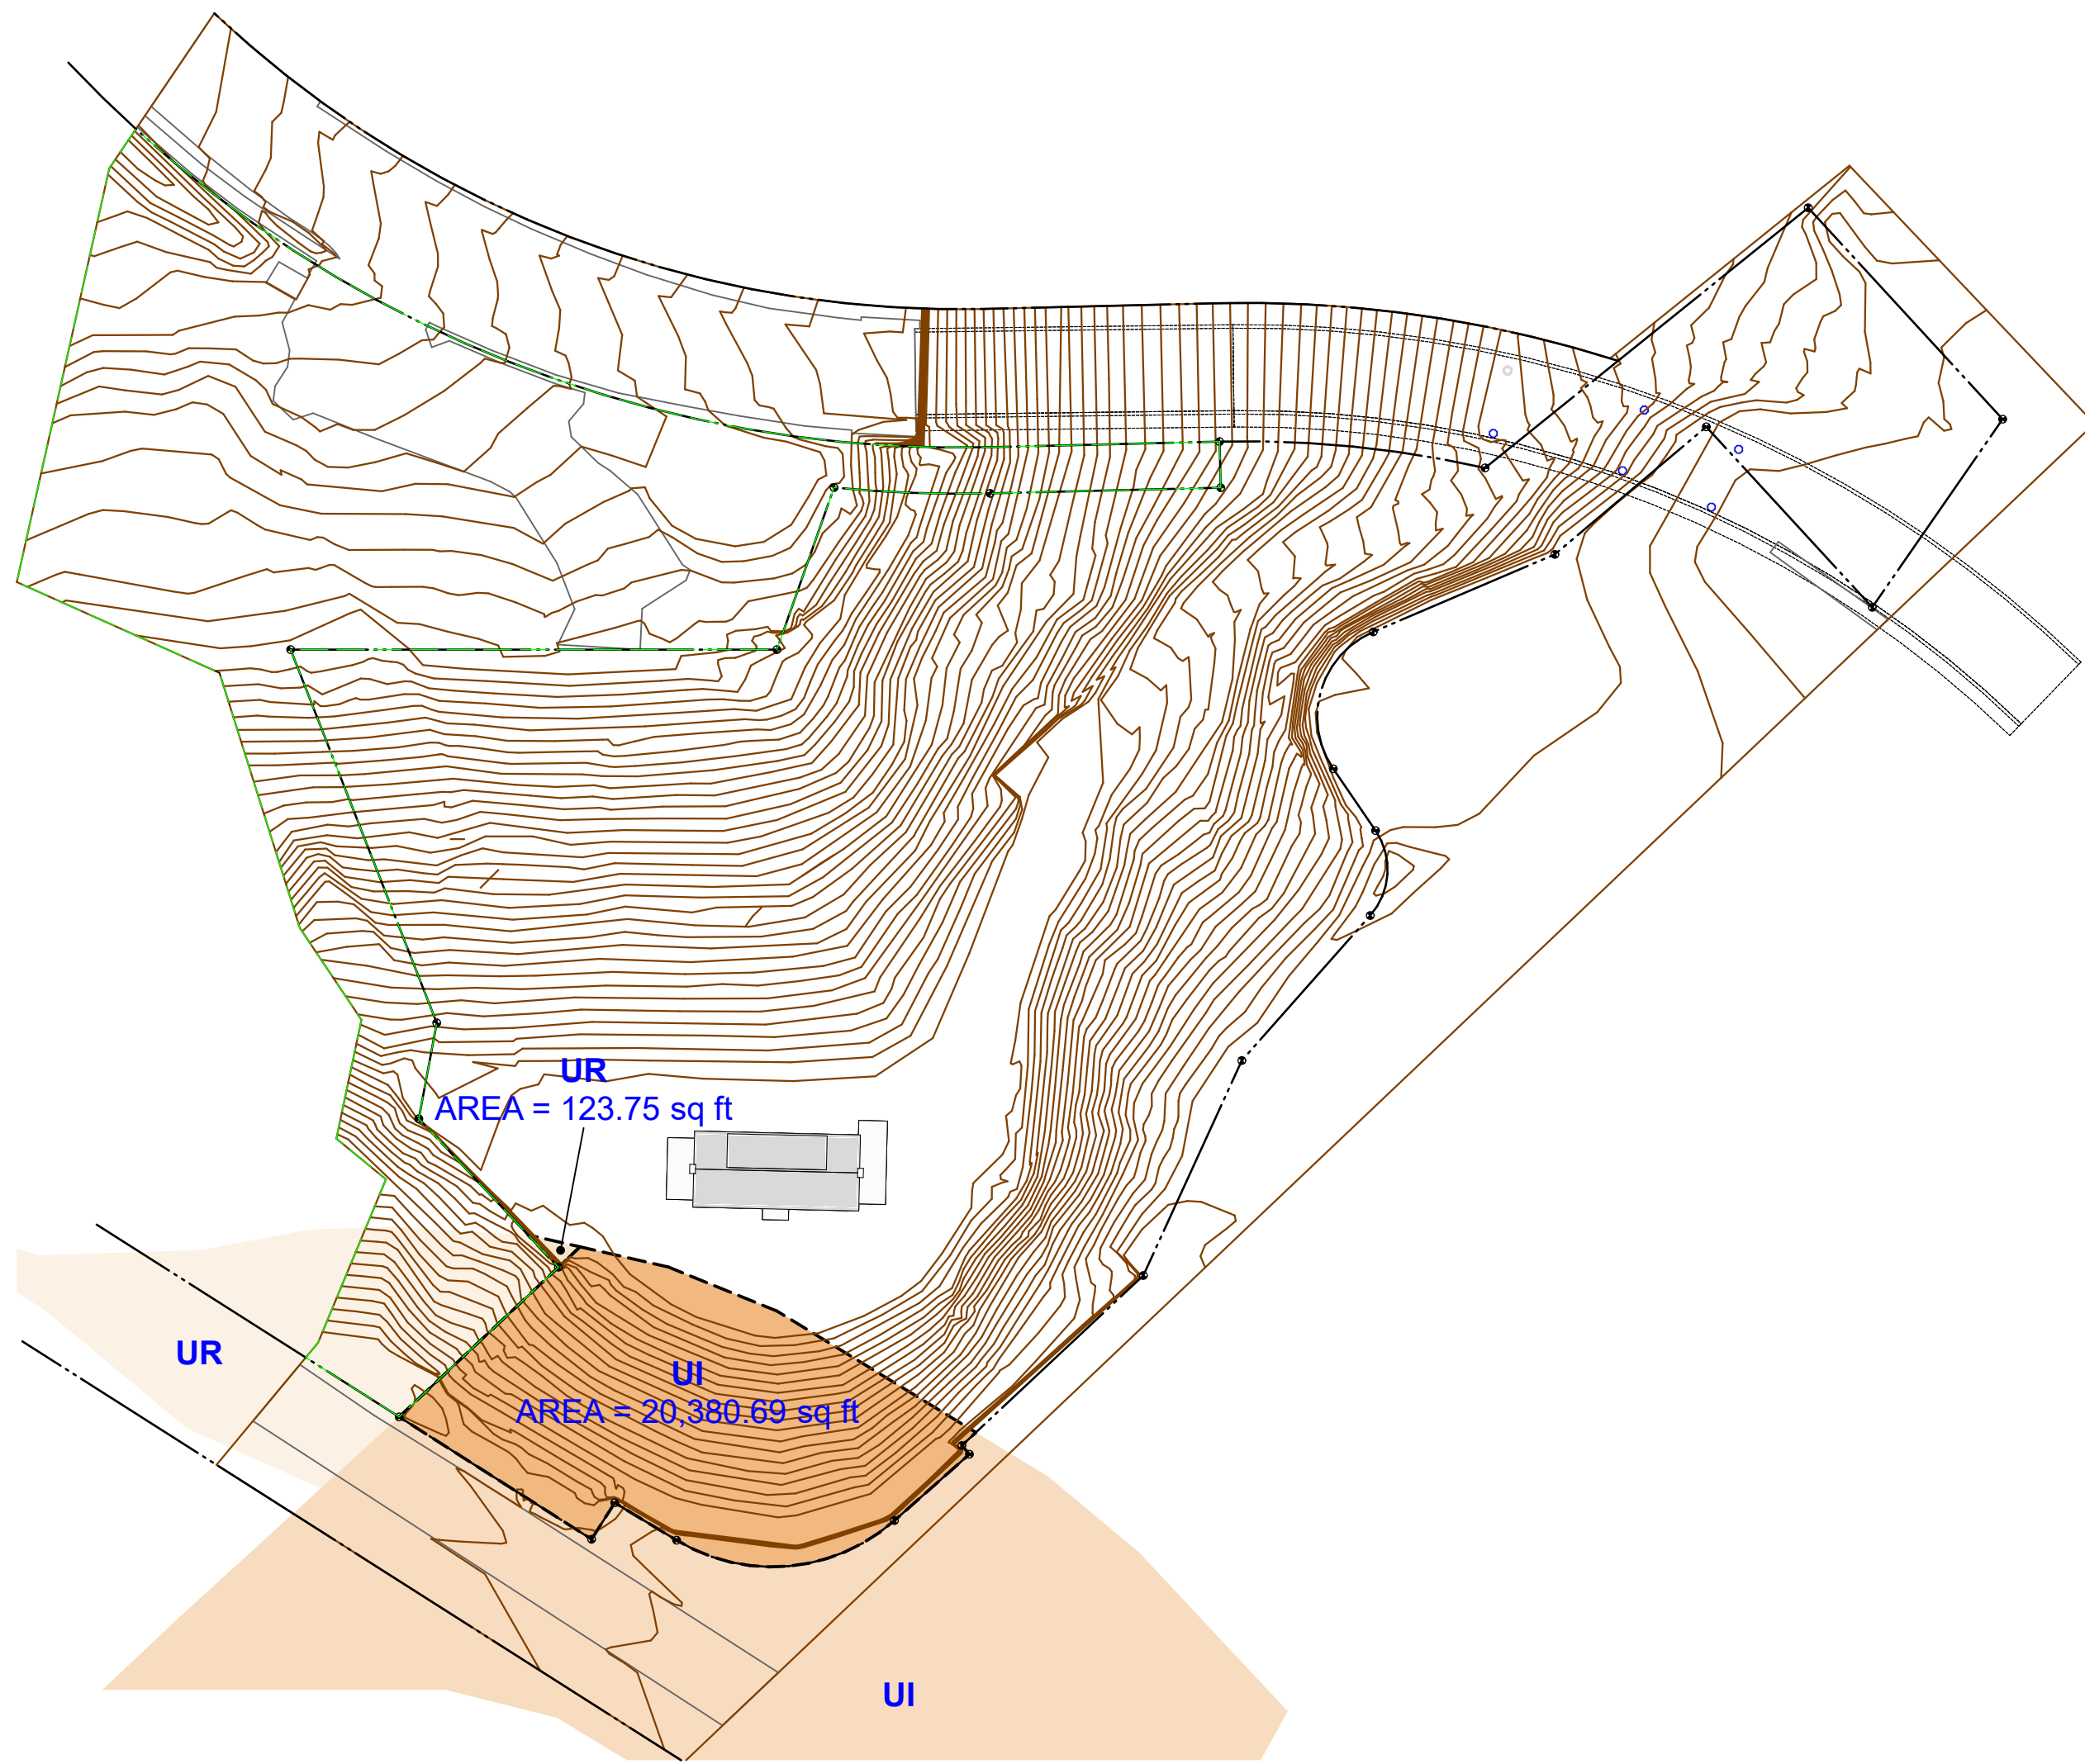 UR
AREA = 123.75 sq ft
UR
UI
AREA = 20,380.69 sq ft
UI